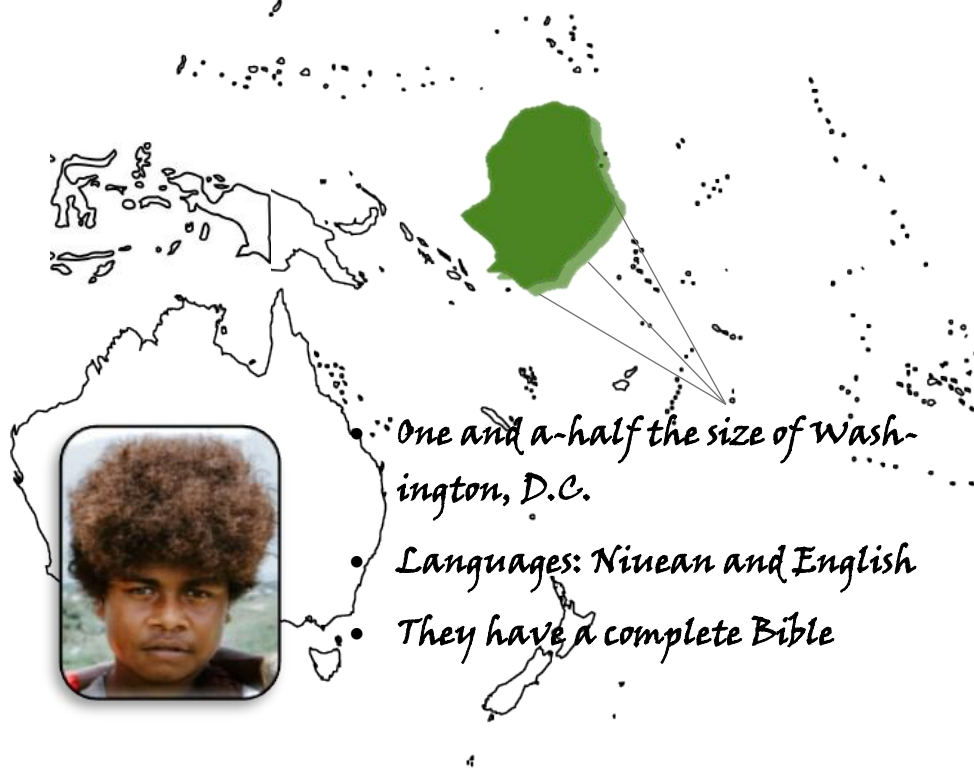 • One and a-half the size of Wash-
ington, D.C.
• Languages: Niuean and English
• They have a complete Bible